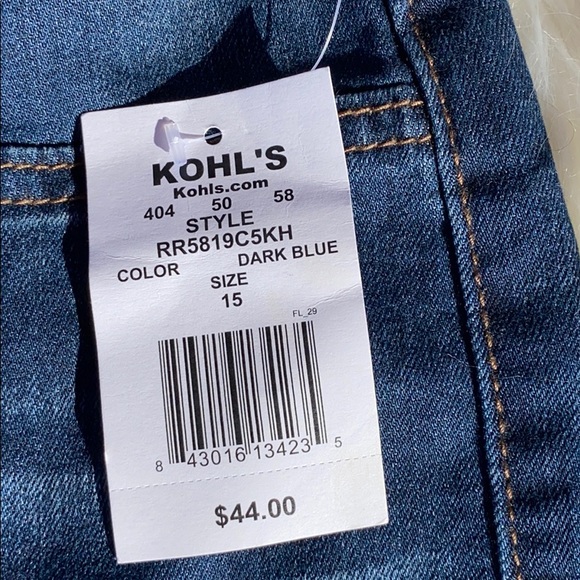 KOHL'S
Kohls.com
404 50 58
STYLE
RR5819C5KH
COLOR DARK BLUE
SIZE
15
FL_29
8 43016 13423 5
$44.00